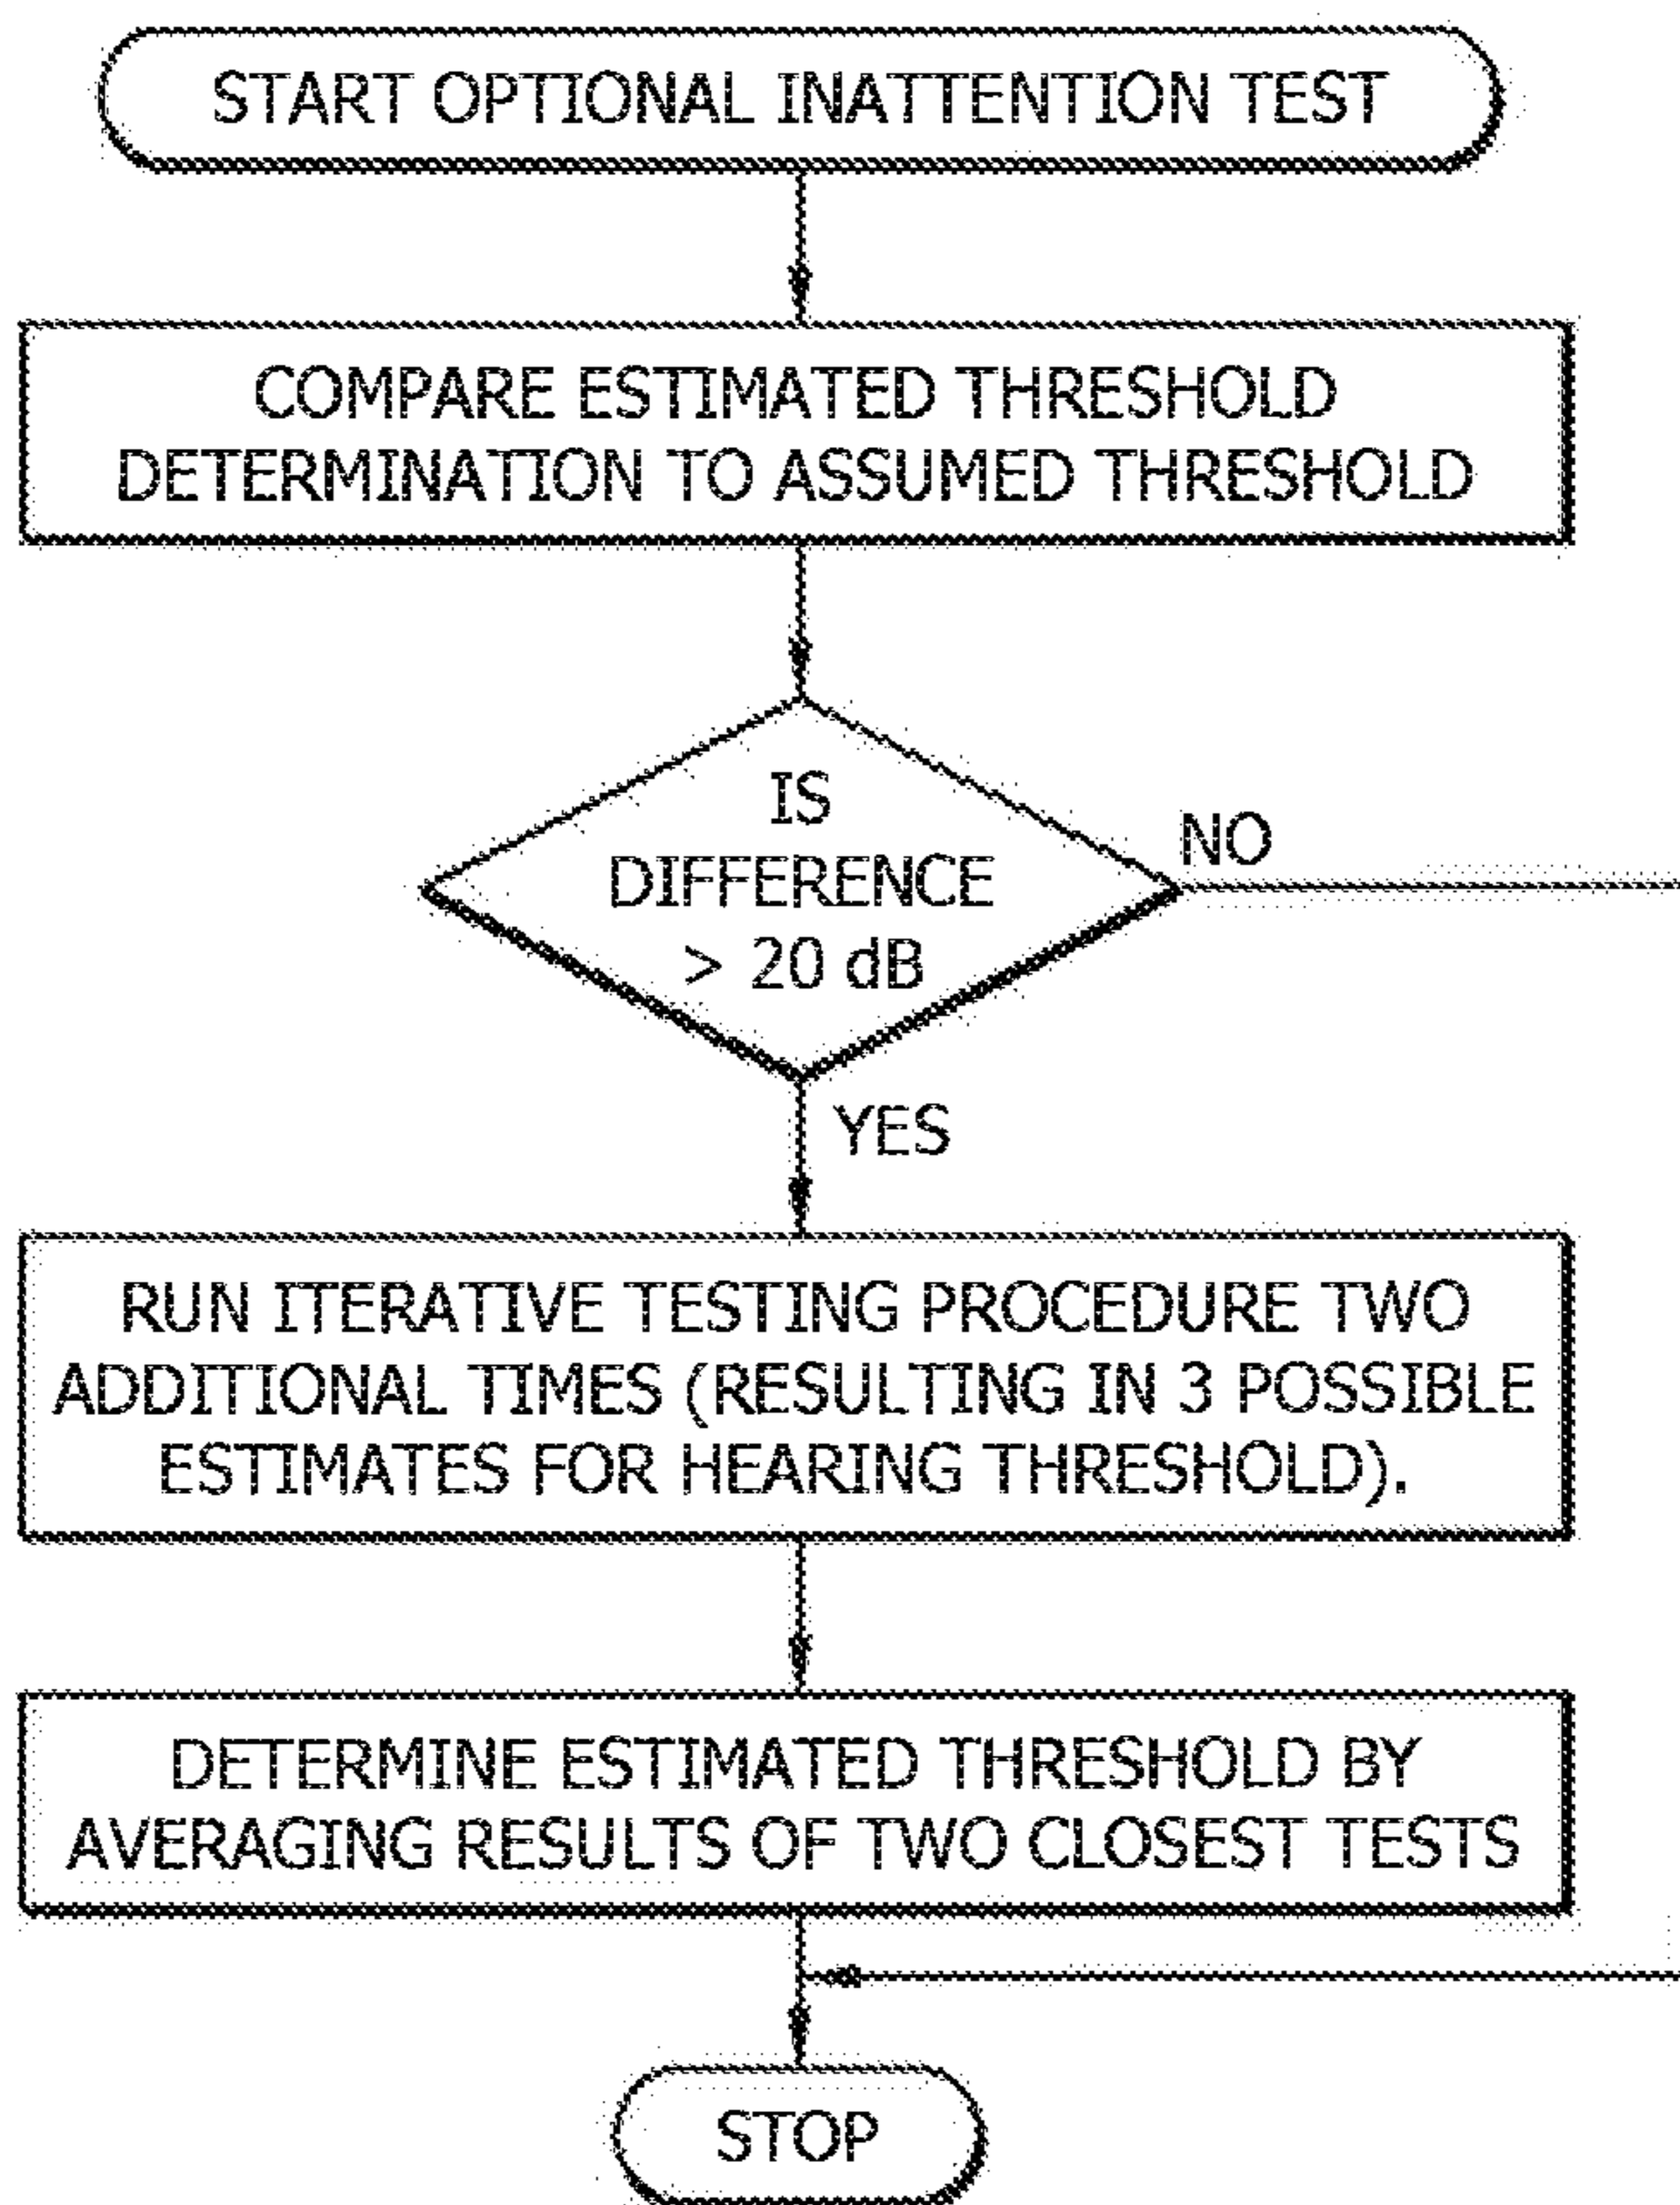 START OPTIONAL INATTENTION TEST
COMPARE ESTIMATED THRESHOLD
DETERMINATION TO ASSUMED THRESHOLD
IS
DIFFERENCE
> 20 dB
NO
YES
RUN ITERATIVE TESTING PROCEDURE TWO
ADDITIONAL TIMES (RESULTING IN 3 POSSIBLE
ESTIMATES FOR HEARING THRESHOLD).
DETERMINE ESTIMATED THRESHOLD BY
AVERAGING RESULTS OF TWO CLOSEST TESTS
STOP